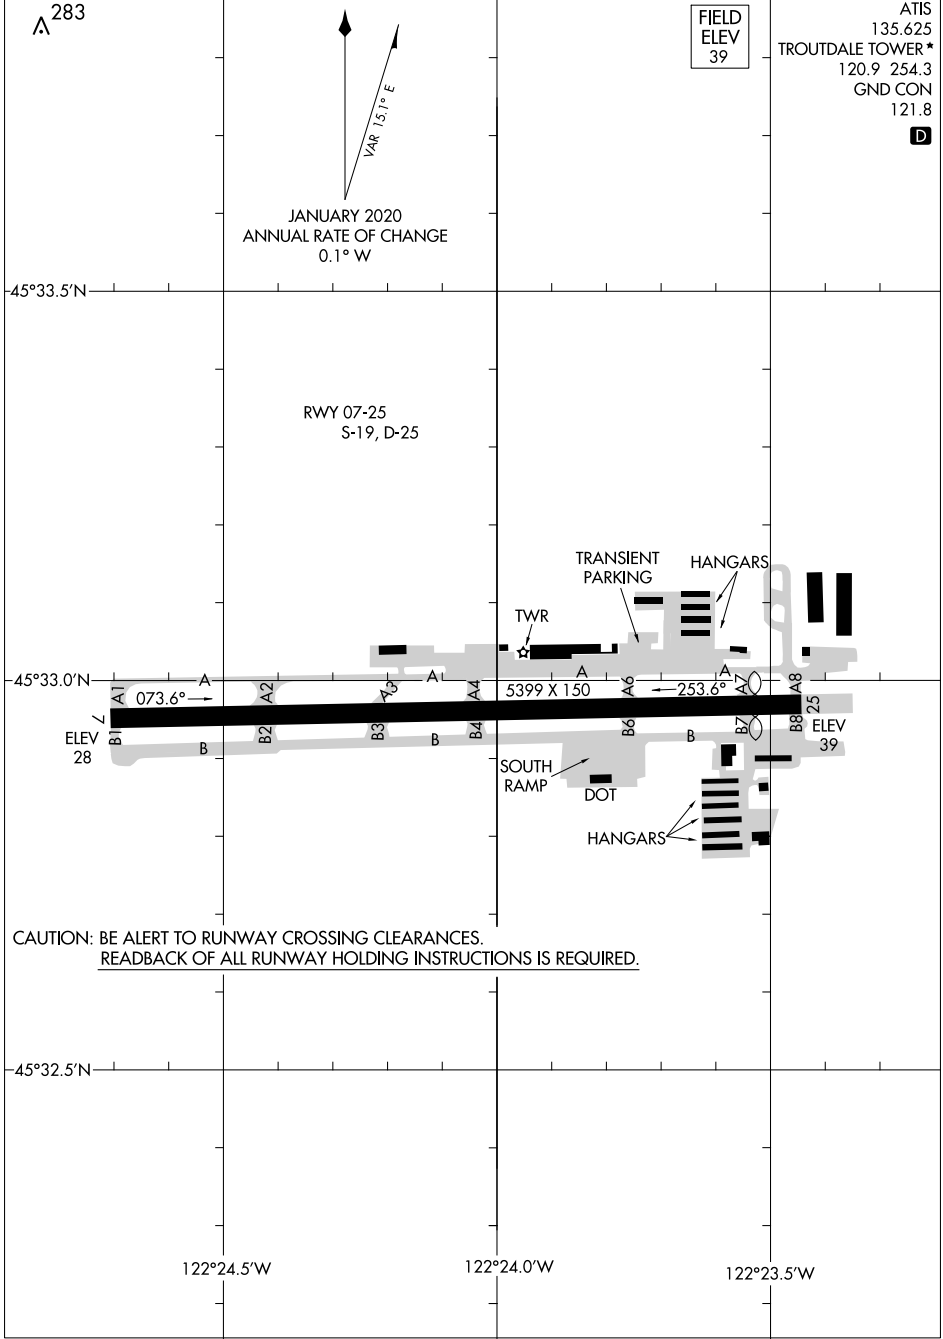 283
FIELD
ELEV
39
ATIS
135.625
TROUTDALE TOWER★
120.9 254.3
GND CON
121.8
D
VAR 15.1° E
JANUARY 2020
ANNUAL RATE OF CHANGE
0.1° W
45°33.5'N
RWY 07-25
S-19, D-25
TRANSIENT
PARKING
HANGARS
TWR
45°33.0'N
A
A
A
A
A1
A2
A3
A4
A6
A7
A8
073.6°
5399 X 150
253.6°
7
25
B1
B2
B3
B4
B6
B7
B8
ELEV
28
ELEV
39
B
B
B
SOUTH
RAMP
DOT
HANGARS
CAUTION: BE ALERT TO RUNWAY CROSSING CLEARANCES.
READBACK OF ALL RUNWAY HOLDING INSTRUCTIONS IS REQUIRED.
45°32.5'N
122°24.5'W
122°24.0'W
122°23.5'W